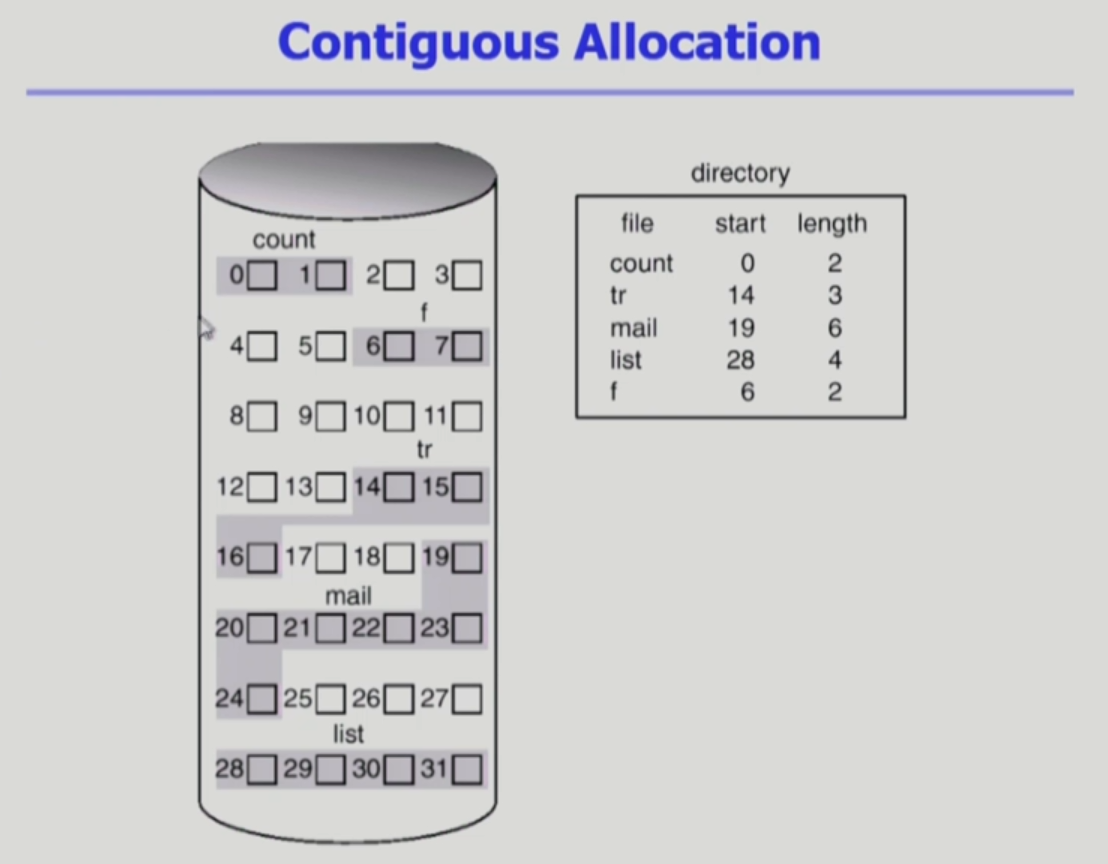 Contiguous Allocation
directory
file start length
count 0 2
tr 14 3
mail 19 6
list 28 4
f 6 2
count
0 1 2 3
f
4 5 6 7
8 9 10 11
tr
12 13 14 15
16 17 18 19
mail
20 21 22 23
24 25 26 27
list
28 29 30 31